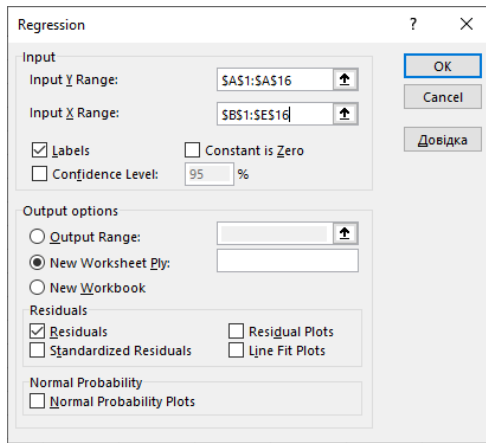 Regression ? ×
Input
Input Y Range: $A$1:$A$16
Input X Range: $B$1:$E$16
Labels Constant is Zero
Confidence Level: 95 %
Output options
Output Range:
New Worksheet Ply:
New Workbook
Residuals
Residuals Residual Plots
Standardized Residuals Line Fit Plots
Normal Probability
Normal Probability Plots
OK
Cancel
Довідка